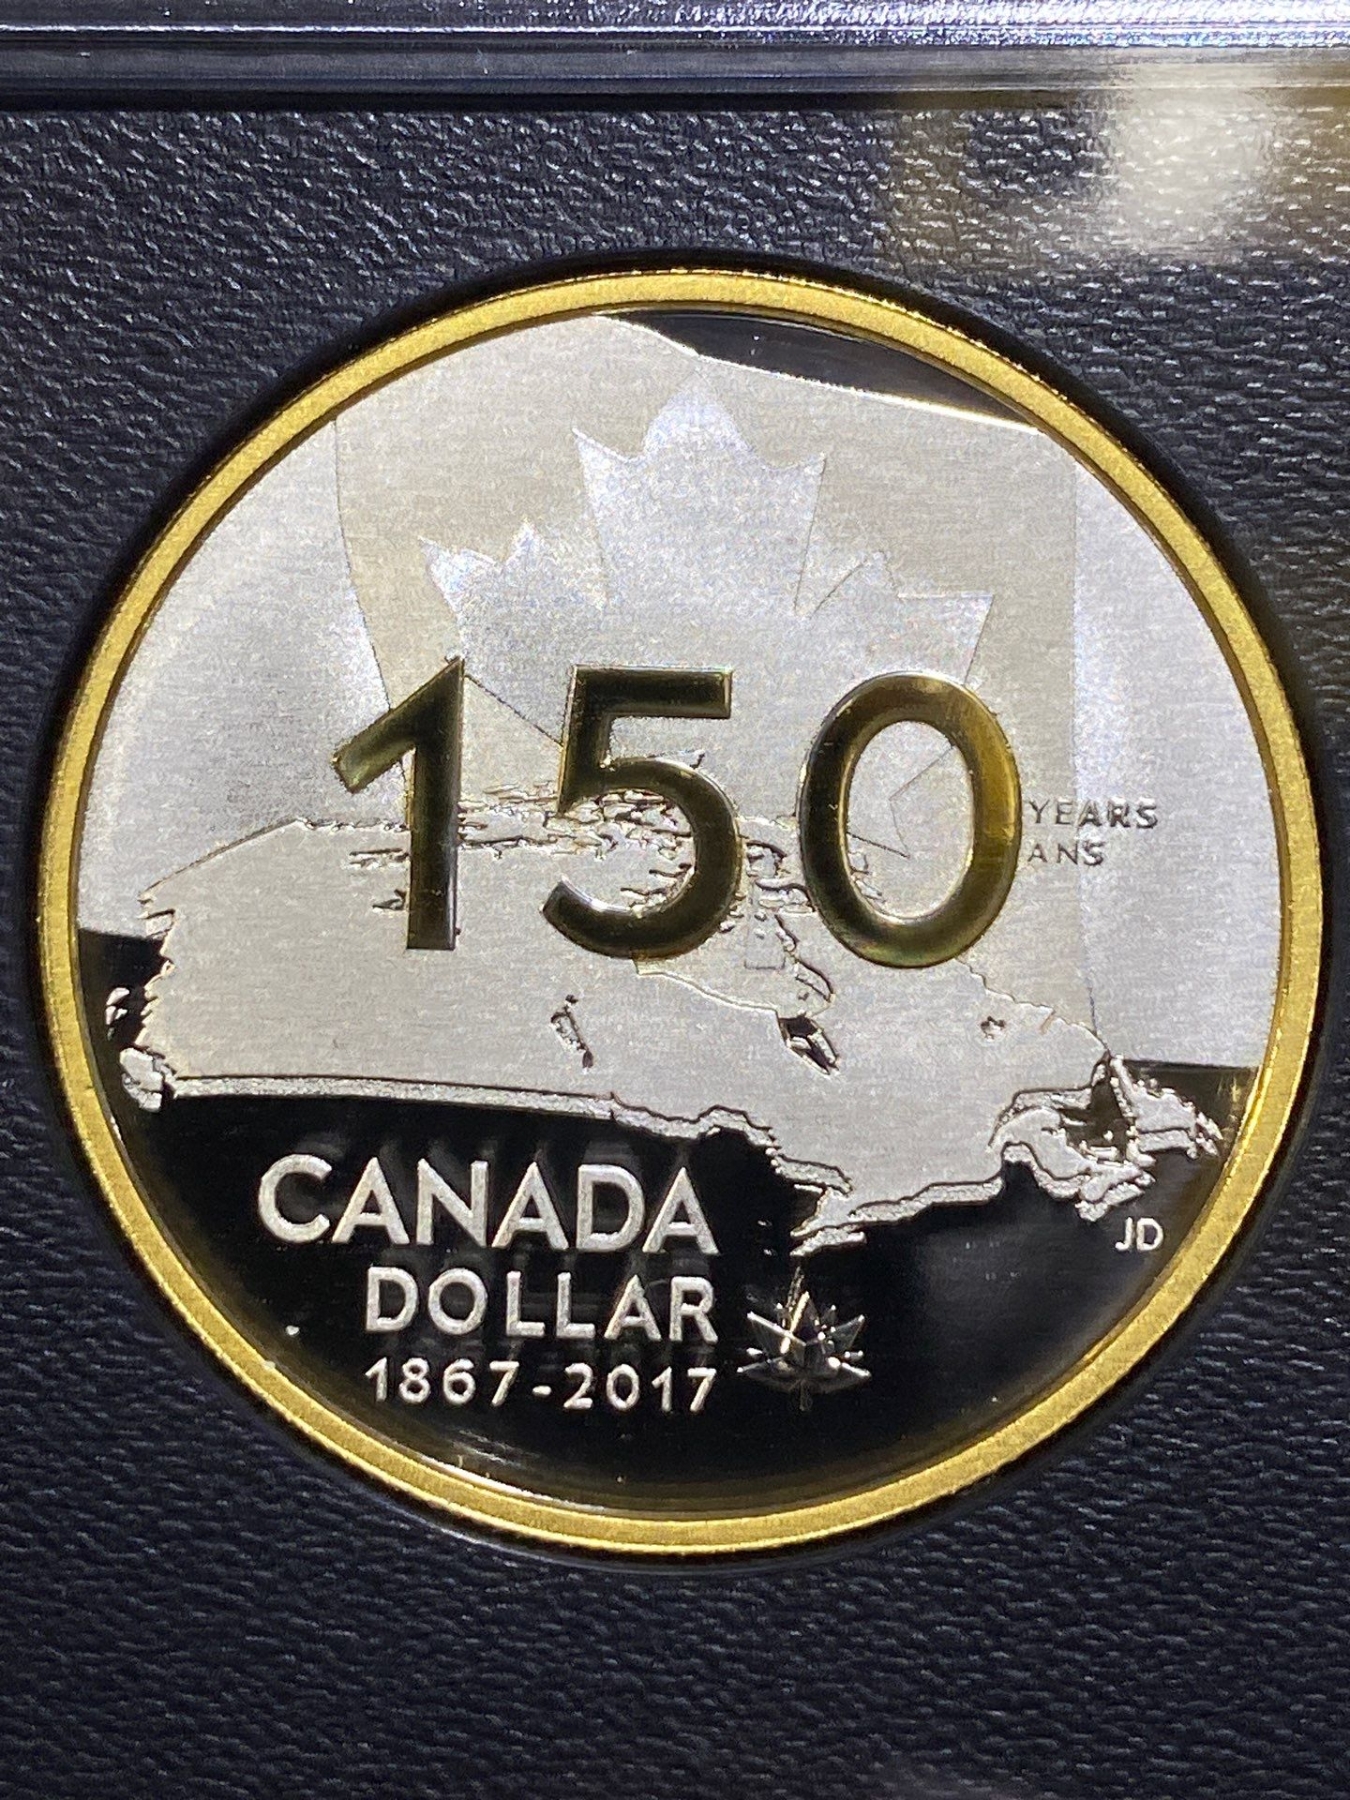 150
YEARS
ANS
CANADA
DOLLAR
1867-2017
JD